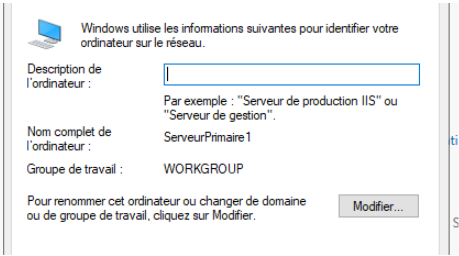 Windows utilise les informations suivantes pour identifier votre
ordinateur sur le réseau.
Description de
l'ordinateur :
Par exemple : "Serveur de production IIS" ou
"Serveur de gestion".
Nom complet de
l'ordinateur :
ServeurPrimaire1
Groupe de travail :
WORKGROUP
Pour renommer cet ordinateur ou changer de domaine
ou de groupe de travail, cliquez sur Modifier.
Modifier...
ti
S